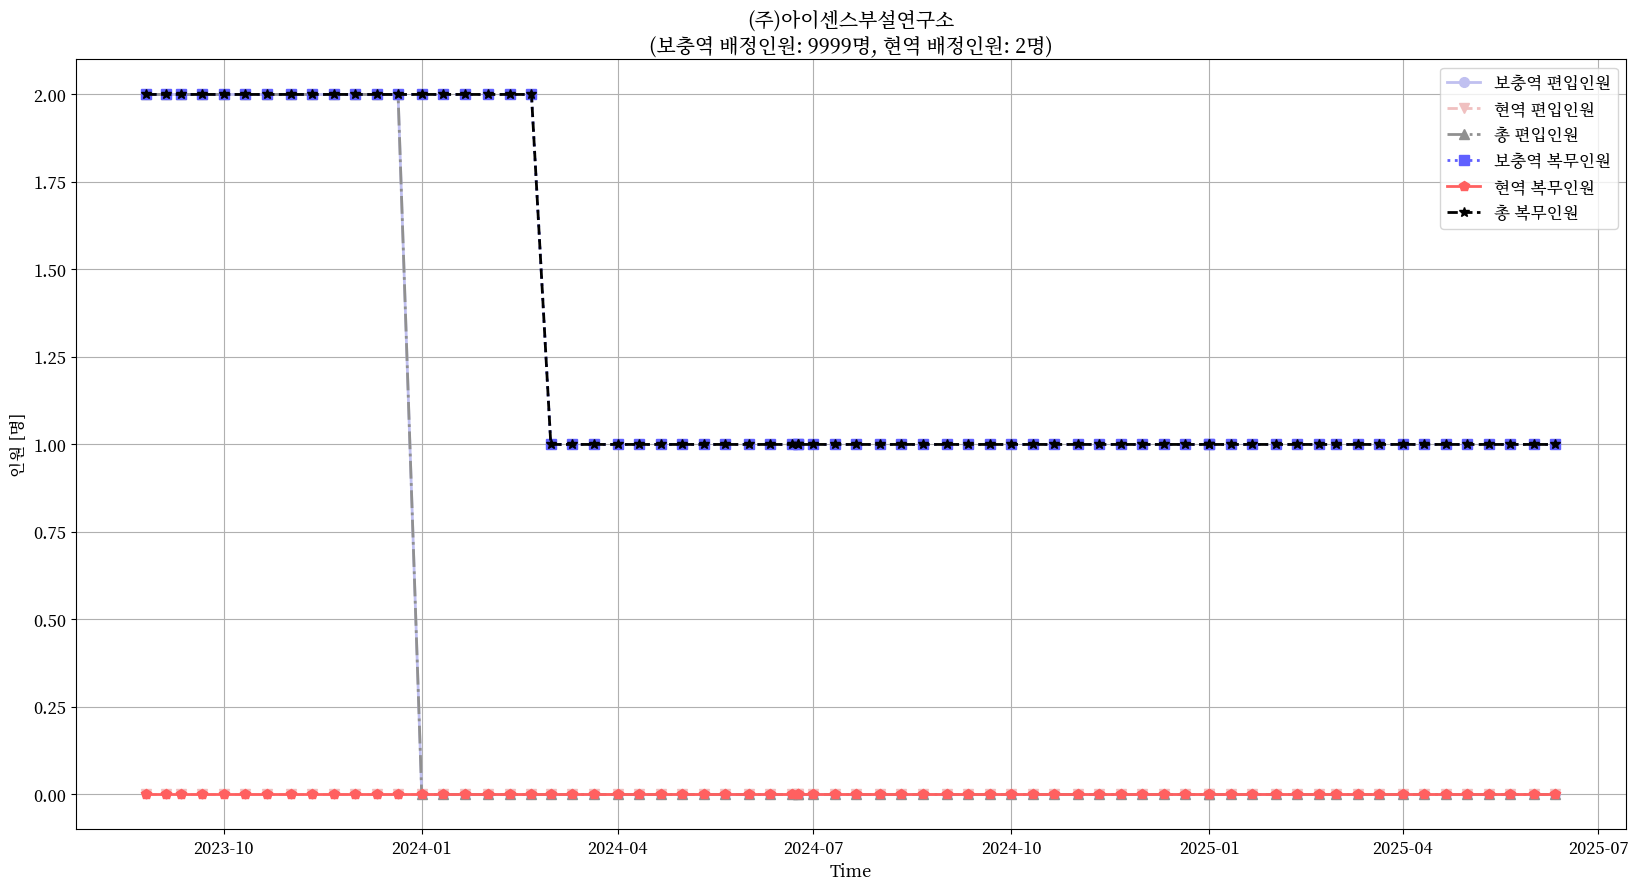 (주)아이센스부설연구소
(보충역 배정인원: 9999명, 현역 배정인원: 2명)
보충역 편입인원
현역 편입인원
총 편입인원
보충역 복무인원
현역 복무인원
총 복무인원
2.00
1.75
1.50
1.25
1.00
0.75
0.50
0.25
0.00
인원 [명]
2023-10
2024-01
2024-04
2024-07
2024-10
2025-01
2025-04
2025-07
Time